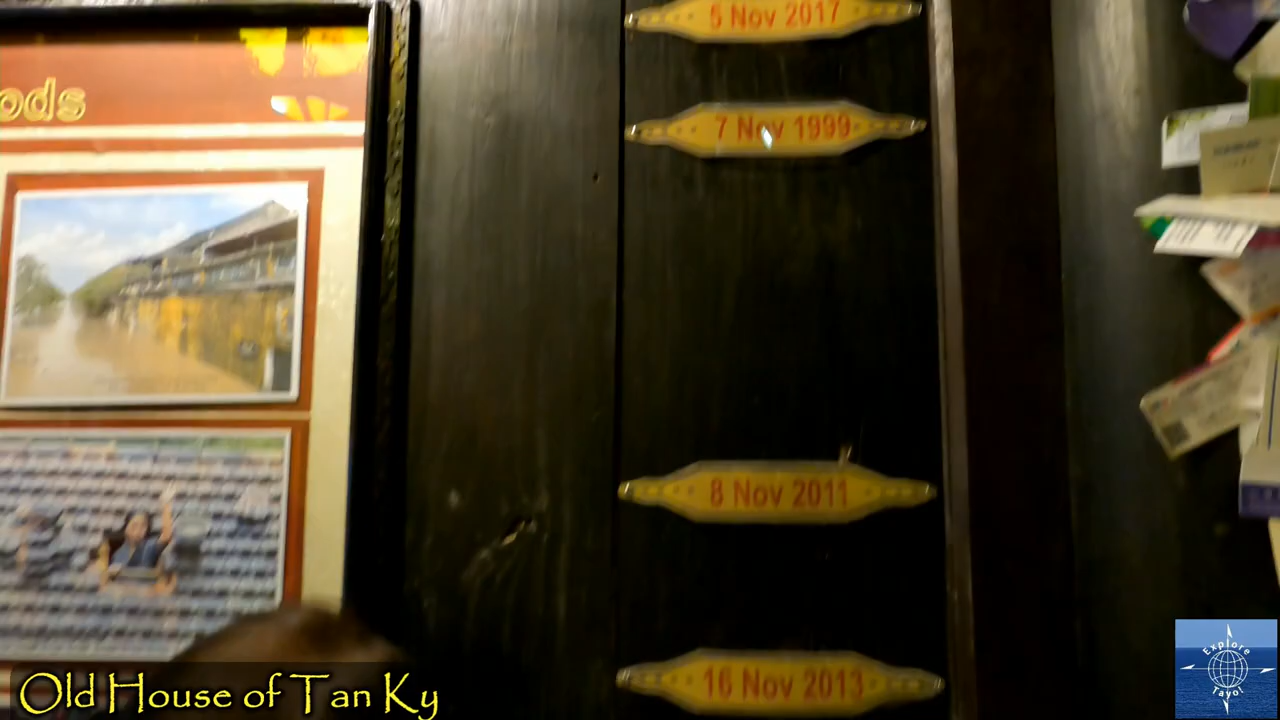 ods
5 Nov 2017
7 Nov 1999
8 Nov 2011
16 Nov 2013
Old House of Tan Ky
Explore
Tayo!